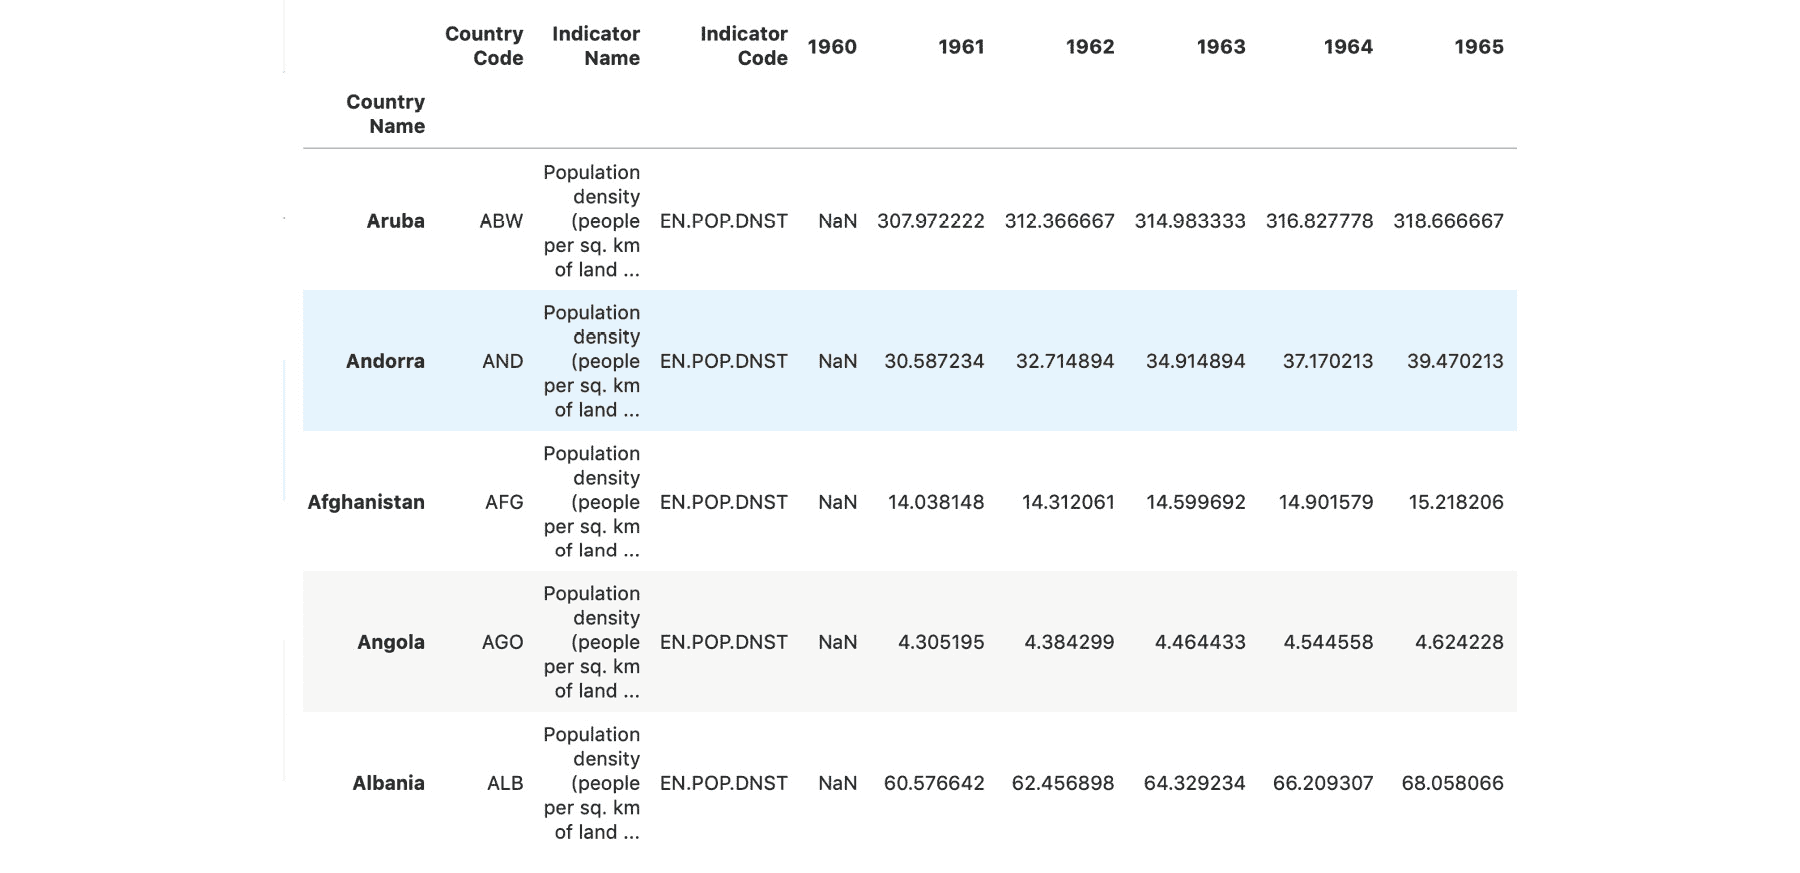 Country Code Indicator Name Indicator Code 1960 1961 1962 1963 1964 1965
Country Name
Aruba ABW Population density (people per sq. km of land ... EN.POP.DNST NaN 307.972222 312.366667 314.983333 316.827778 318.666667
Andorra AND Population density (people per sq. km of land ... EN.POP.DNST NaN 30.587234 32.714894 34.914894 37.170213 39.470213
Afghanistan AFG Population density (people per sq. km of land ... EN.POP.DNST NaN 14.038148 14.312061 14.599692 14.901579 15.218206
Angola AGO Population density (people per sq. km of land ... EN.POP.DNST NaN 4.305195 4.384299 4.464433 4.544558 4.624228
Albania ALB Population density (people per sq. km of land ... EN.POP.DNST NaN 60.576642 62.456898 64.329234 66.209307 68.058066